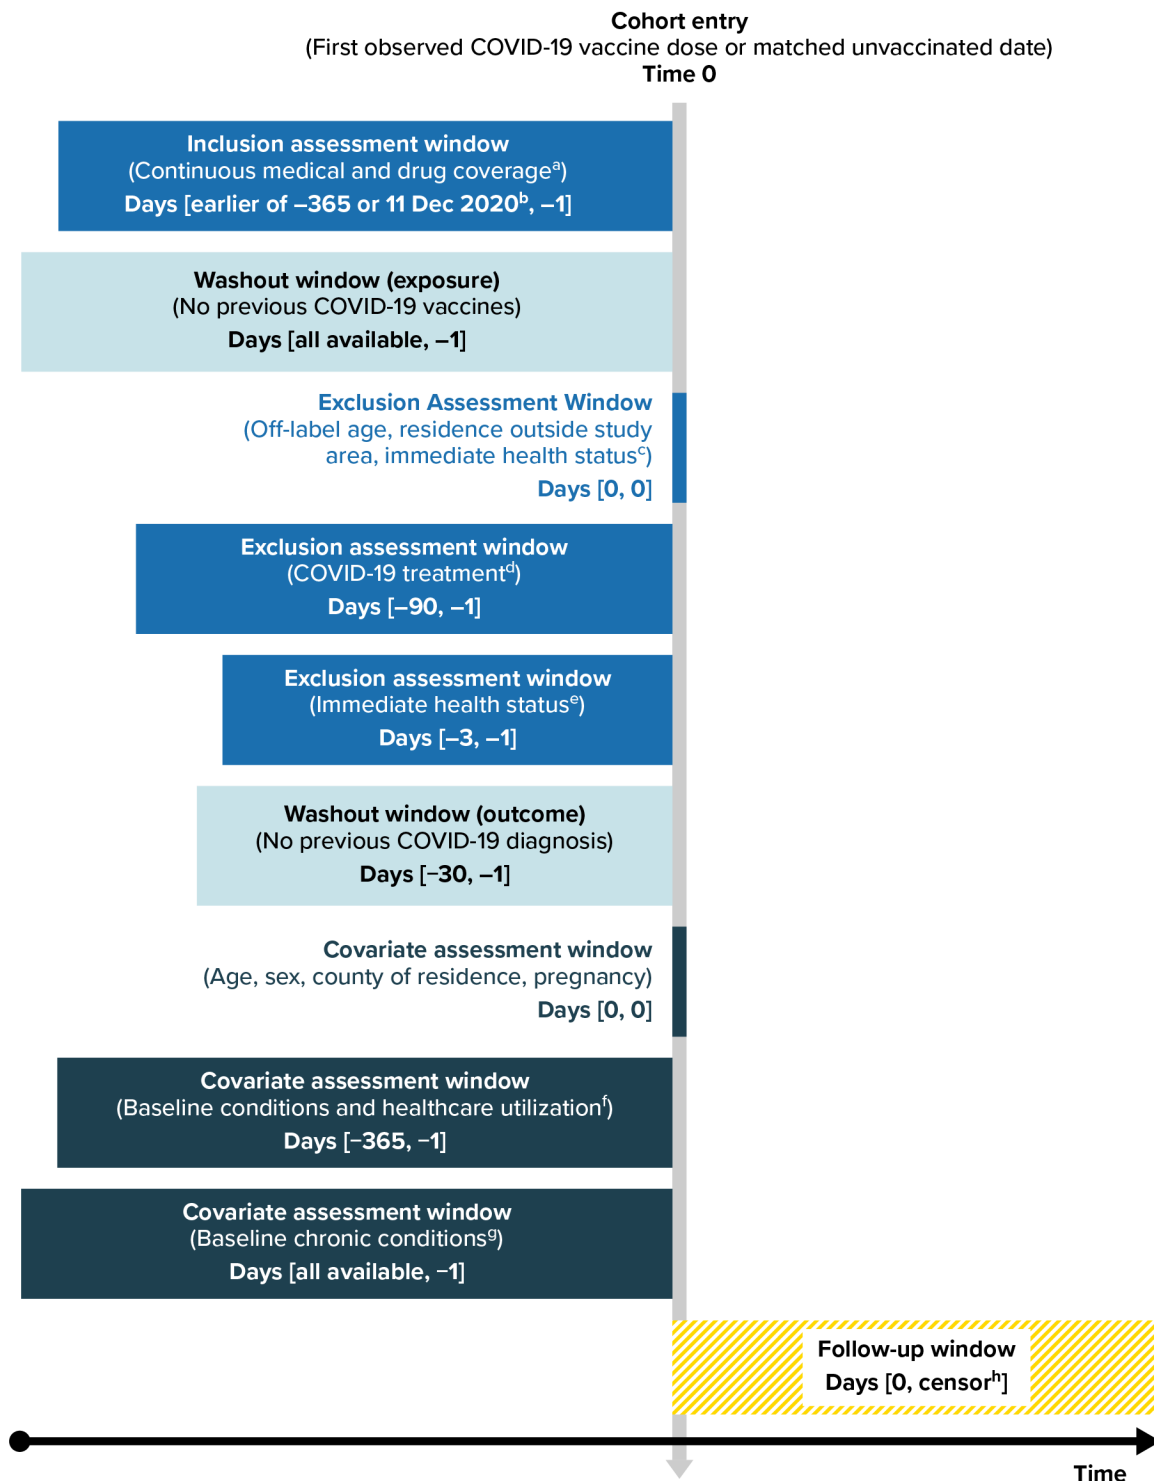 Cohort entry
(First observed COVID-19 vaccine dose or matched unvaccinated date)
Time 0
Inclusion assessment window
(Continuous medical and drug coverageᵃ)
Days [earlier of –365 or 11 Dec 2020ᵇ, –1]
Washout window (exposure)
(No previous COVID-19 vaccines)
Days [all available, –1]
Exclusion Assessment Window
(Off-label age, residence outside study
area, immediate health statusᶜ)
Days [0, 0]
Exclusion assessment window
(COVID-19 treatmentᵈ)
Days [–90, –1]
Exclusion assessment window
(Immediate health statusᵉ)
Days [–3, –1]
Washout window (outcome)
(No previous COVID-19 diagnosis)
Days [−30, –1]
Covariate assessment window
(Age, sex, county of residence, pregnancy)
Days [0, 0]
Covariate assessment window
(Baseline conditions and healthcare utilizationᶠ)
Days [−365, −1]
Covariate assessment window
(Baseline chronic conditionsᵍ)
Days [all available, −1]
Follow-up window
Days [0, censorʰ]
Time